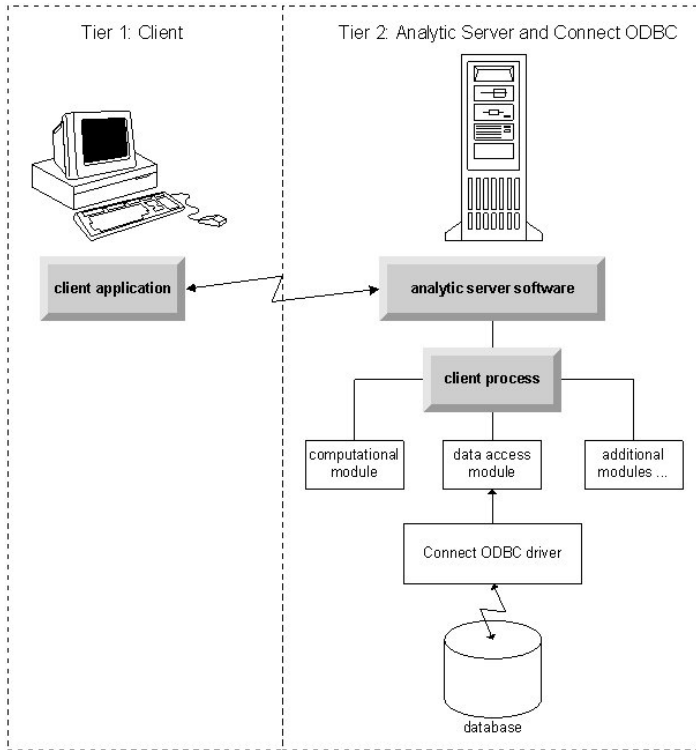 Tier 1: Client
Tier 2: Analytic Server and Connect ODBC
client application
analytic server software
client process
computational
module
data access
module
additional
modules ...
Connect ODBC driver
database